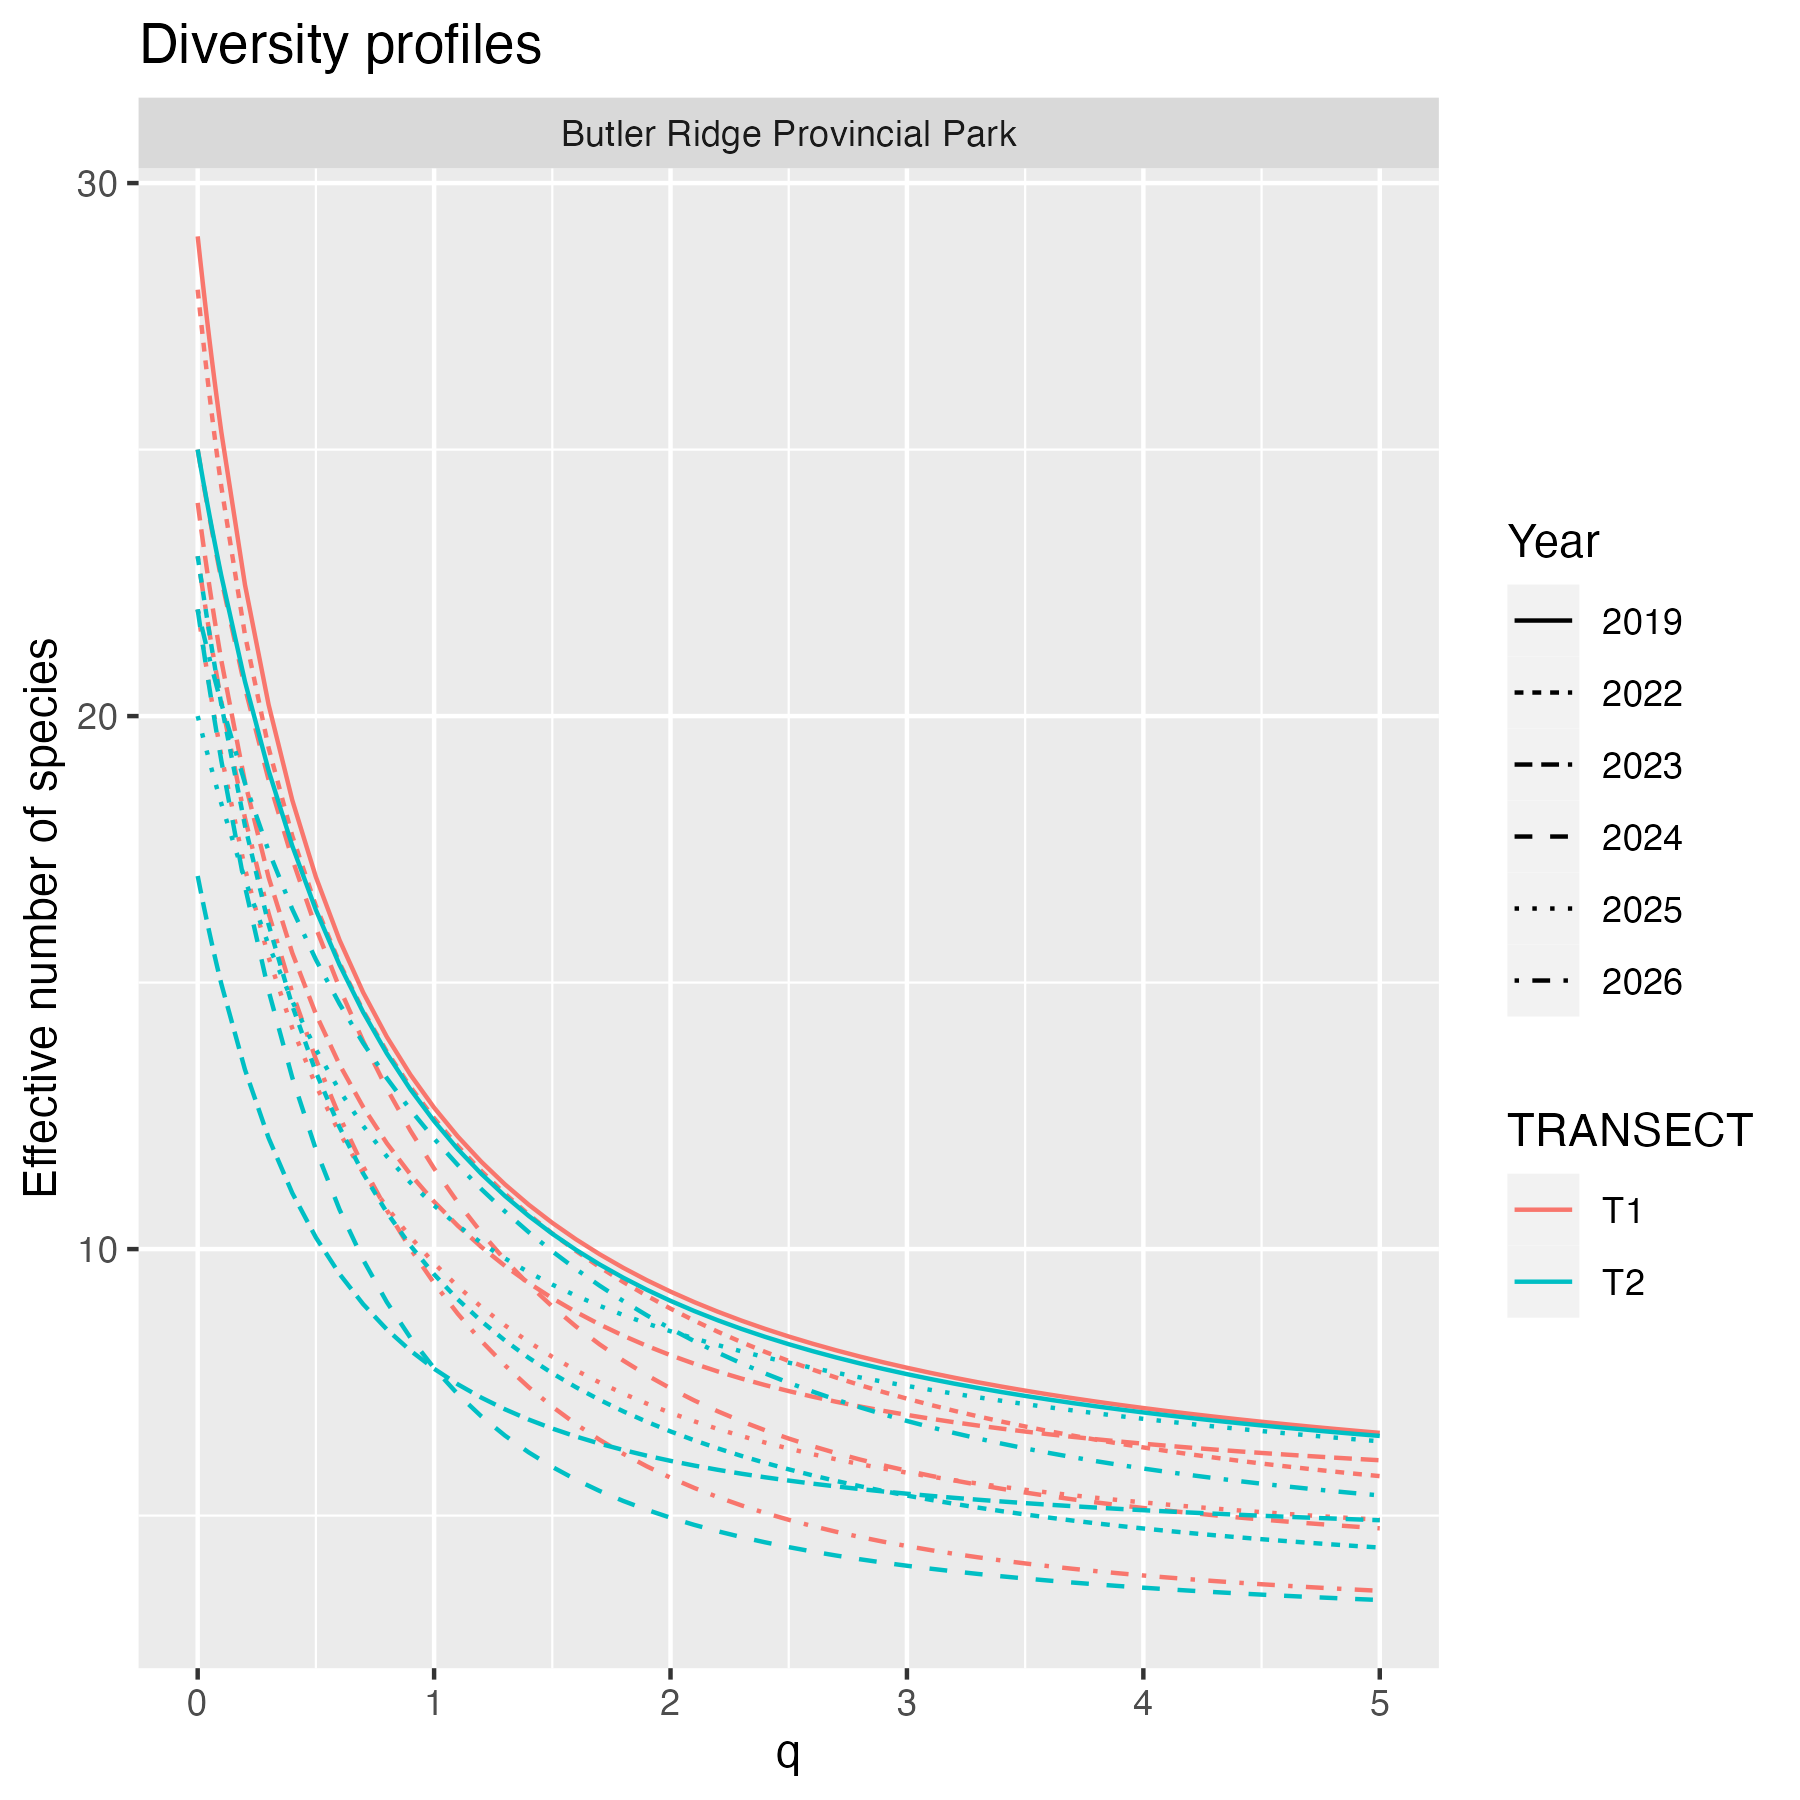 Diversity profiles
Butler Ridge Provincial Park
30
20
10
Effective number of species
0 1 2 3 4 5
q
Year
2019
2022
2023
2024
2025
2026
TRANSECT
T1
T2